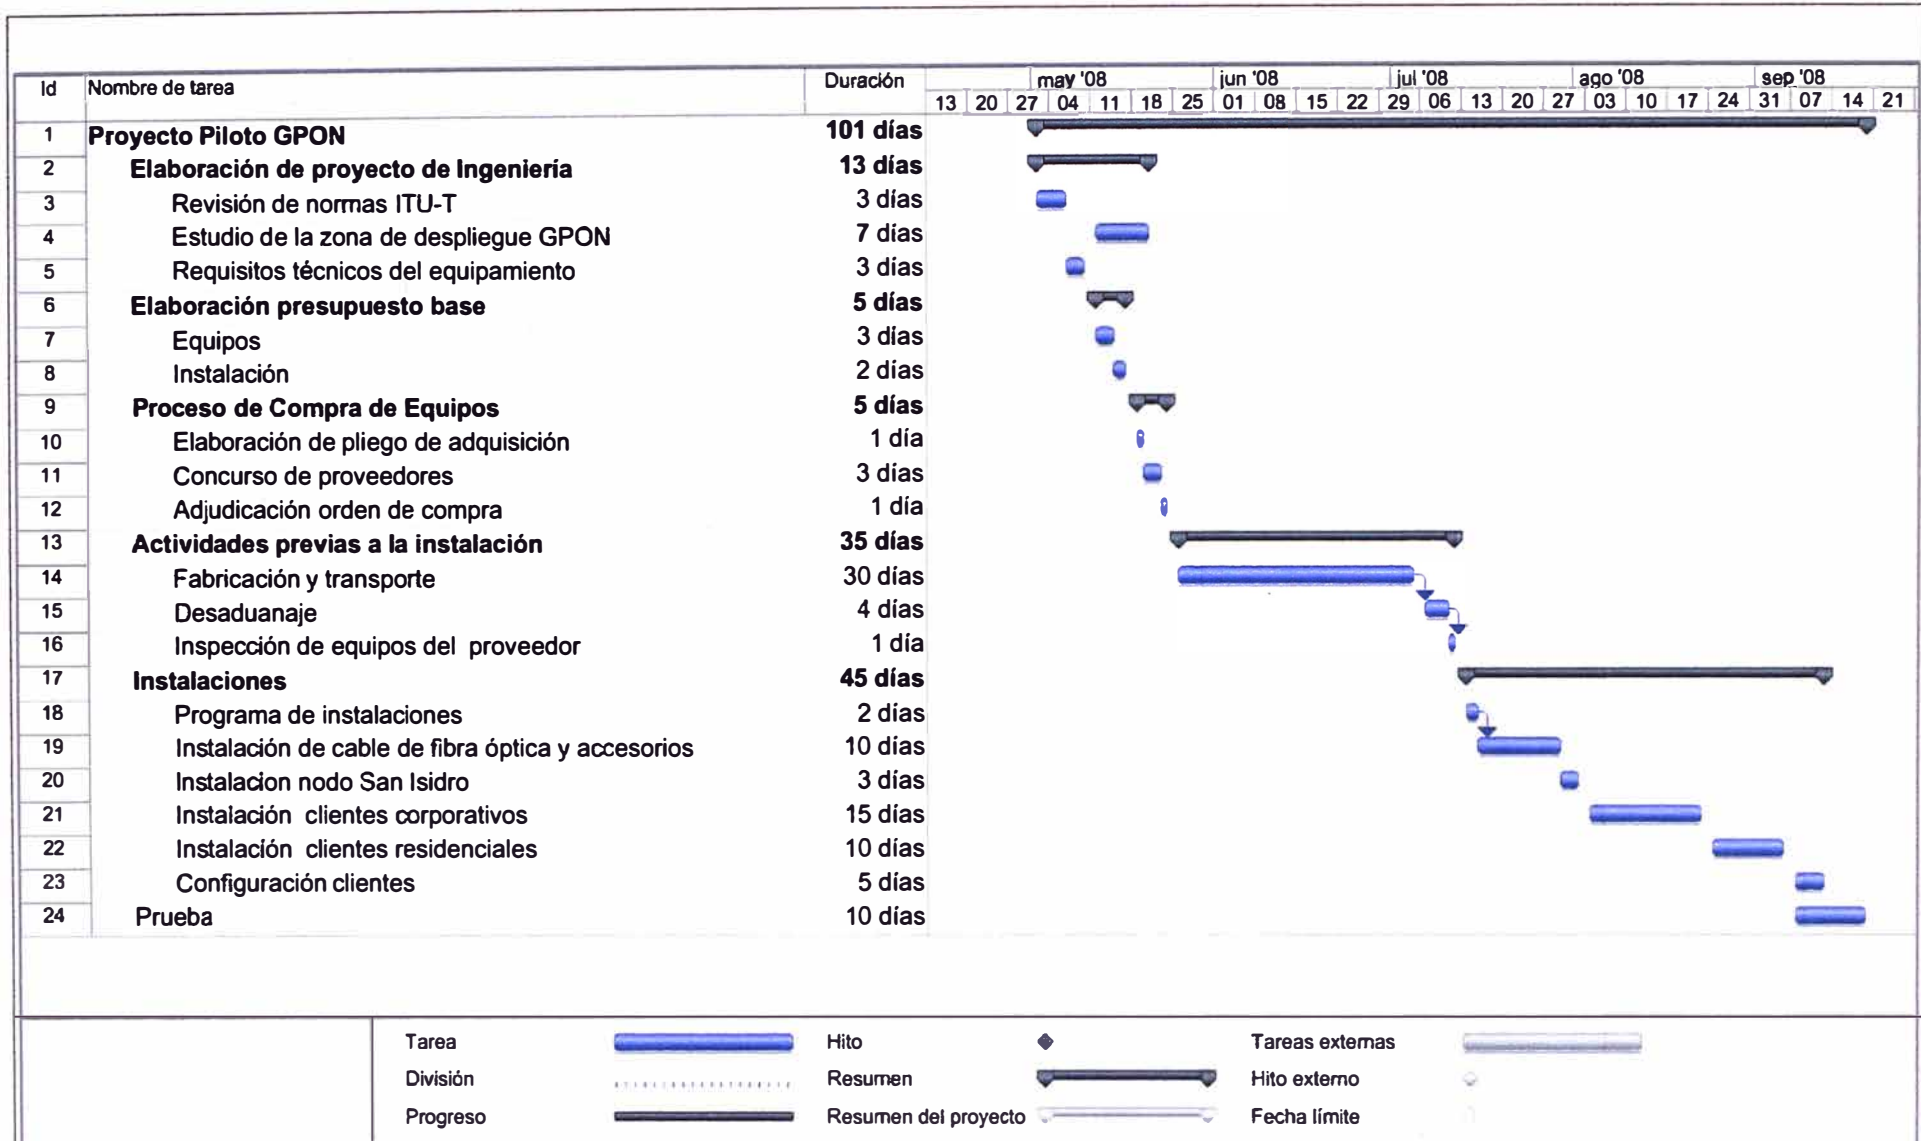 Id Nombre de tarea Duración may '08 jun '08 jul '08 ago '08 sep '08
13 20 27 04 11 18 25 01 08 15 22 29 06 13 20 27 03 10 17 24 31 07 14 21
1 Proyecto Piloto GPON 101 días
2 Elaboración de proyecto de Ingeniería 13 días
3 Revisión de normas ITU-T 3 días
4 Estudio de la zona de despliegue GPON 7 días
5 Requisitos técnicos del equipamiento 3 días
6 Elaboración presupuesto base 5 días
7 Equipos 3 días
8 Instalación 2 días
9 Proceso de Compra de Equipos 5 días
10 Elaboración de pliego de adquisición 1 día
11 Concurso de proveedores 3 días
12 Adjudicación orden de compra 1 día
13 Actividades previas a la instalación 35 días
14 Fabricación y transporte 30 días
15 Desaduanaje 4 días
16 Inspección de equipos del proveedor 1 día
17 Instalaciones 45 días
18 Programa de instalaciones 2 días
19 Instalación de cable de fibra óptica y accesorios 10 días
20 Instalacion nodo San Isidro 3 días
21 Instalación clientes corporativos 15 días
22 Instalación clientes residenciales 10 días
23 Configuración clientes 5 días
24 Prueba 10 días
Tarea Hito Tareas externas
División Resumen Hito externo
Progreso Resumen del proyecto Fecha límite